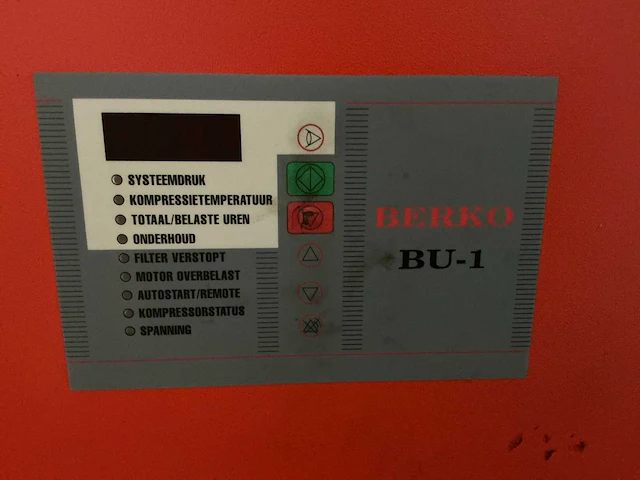 SYSTEEMDRUK
KOMPRESSIETEMPERATUUR
TOTAAL/BELASTE UREN
ONDERHOUD
FILTER VERSTOPT
MOTOR OVERBELAST
AUTOSTART/REMOTE
KOMPRESSORSTATUS
SPANNING
BERKO
BU-1